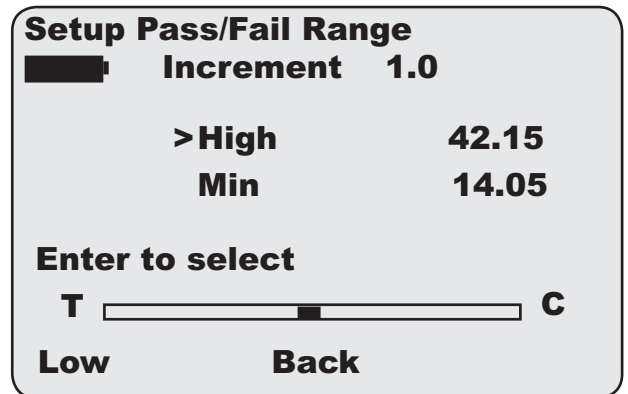 Setup Pass/Fail Range
Increment 1.0
>High 42.15
Min 14.05
Enter to select
T C
Low Back